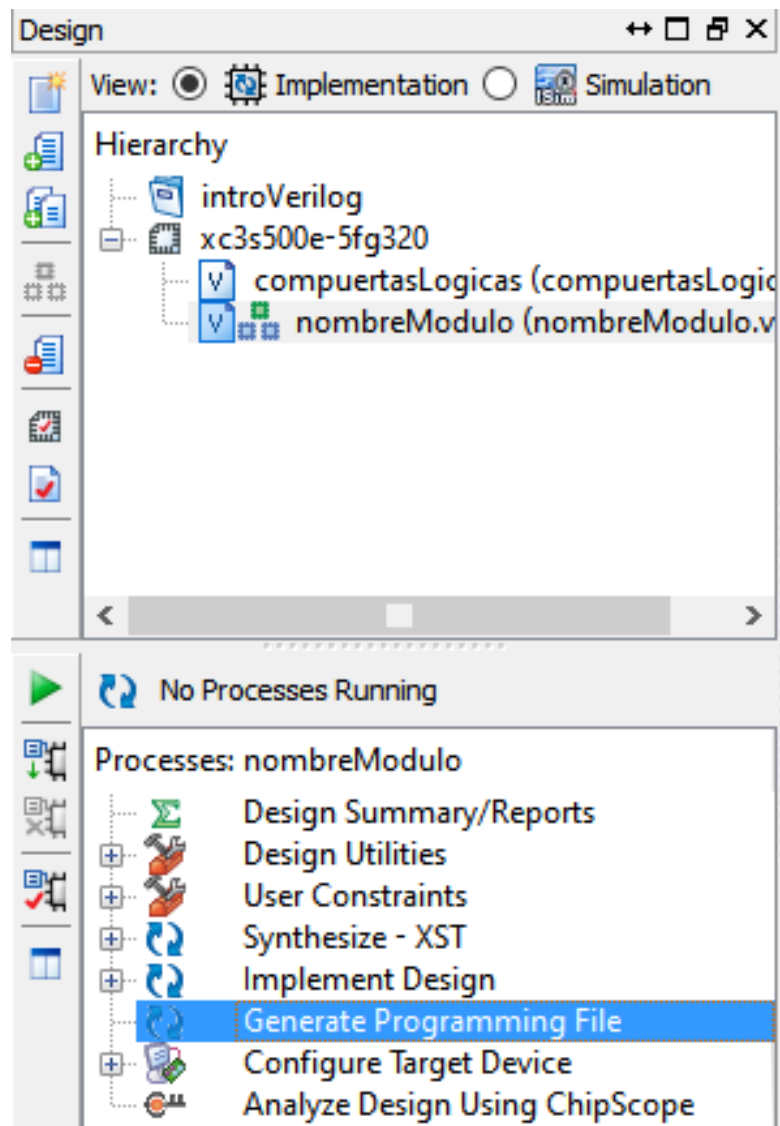 Design
View: Implementation Simulation
Hierarchy
introVerilog
xc3s500e-5fg320
compuertasLogicas (compuertasLogic
nombreModulo (nombreModulo.v
No Processes Running
Processes: nombreModulo
Design Summary/Reports
Design Utilities
User Constraints
Synthesize - XST
Implement Design
Generate Programming File
Configure Target Device
Analyze Design Using ChipScope